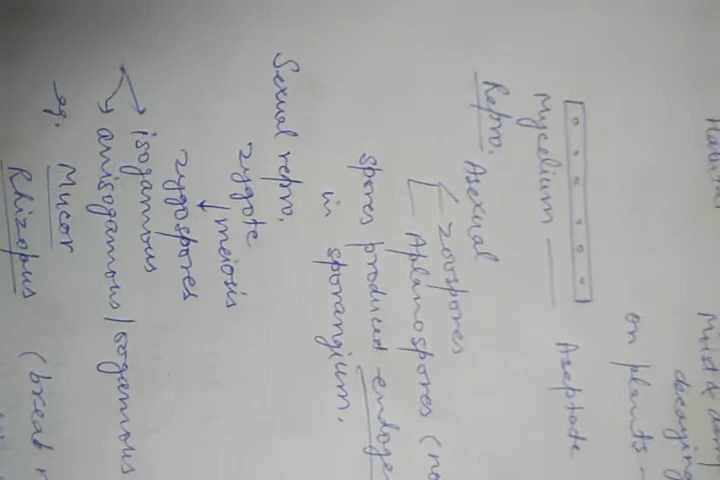 Moist &
decaying
on plants -
Mycelium — Aseptate
Repro. Asexual
zoospores
Aplanospores (no
spores produced endoge
in sporangium.
Sexual repro.
zygote
meiosis
zygospores
isogamous
anisogamous / oogamous
eg. Mucor
Rhizopus (bread